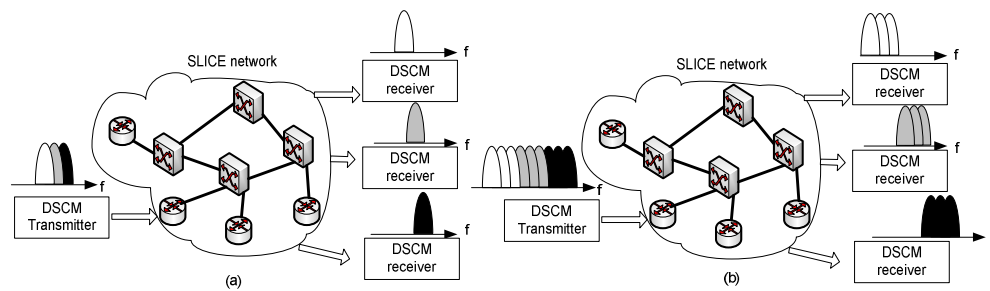 f
DSCM
receiver
SLICE network
f
DSCM
receiver
f
DSCM
Transmitter
f
DSCM
receiver
(a)
f
DSCM
receiver
SLICE network
f
DSCM
receiver
f
DSCM
Transmitter
DSCM
receiver
(b)